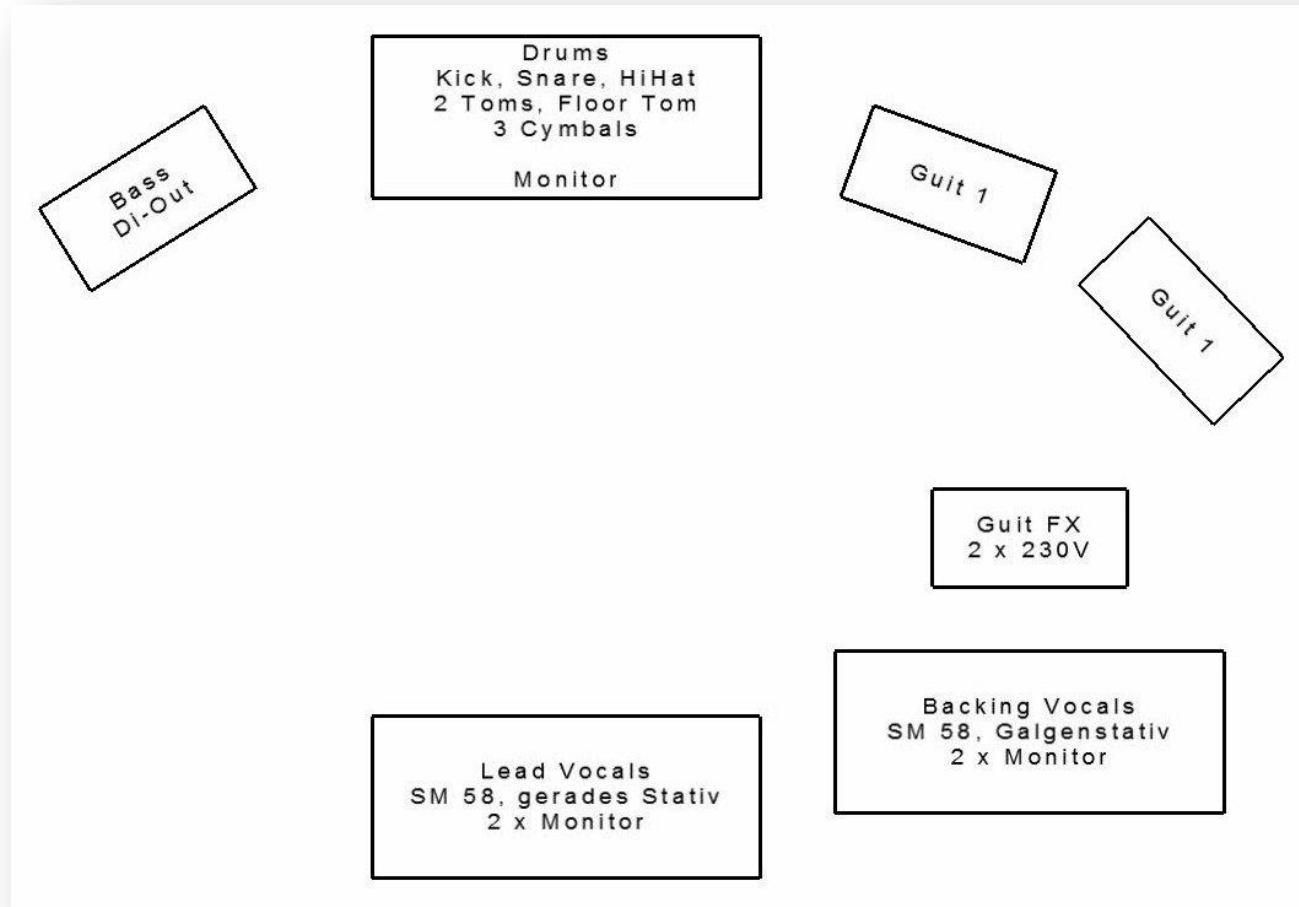 Drums
Kick, Snare, HiHat
2 Toms, Floor Tom
3 Cymbals
Monitor
Bass
Di-Out
Guit 1
Guit 1
Guit FX
2 x 230V
Backing Vocals
SM 58, Galgenstativ
2 x Monitor
Lead Vocals
SM 58, gerades Stativ
2 x Monitor